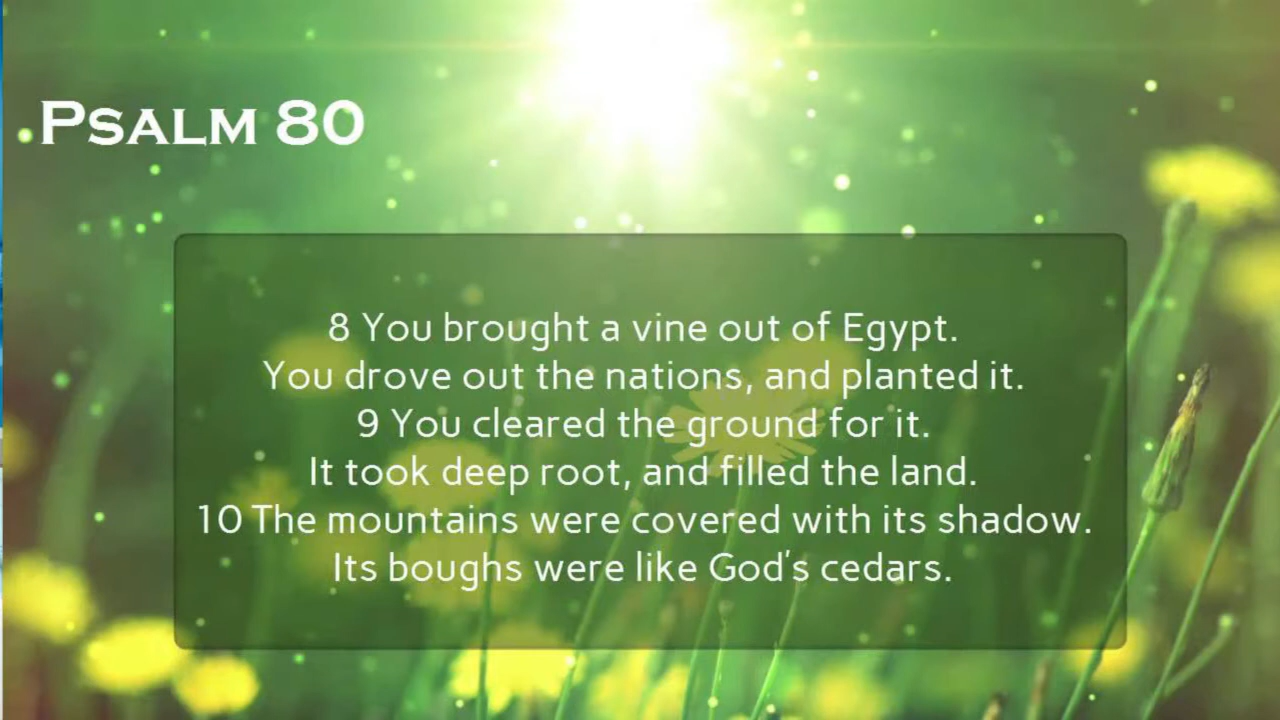 Psalm 80
8 You brought a vine out of Egypt.
You drove out the nations, and planted it.
9 You cleared the ground for it.
It took deep root, and filled the land.
10 The mountains were covered with its shadow.
Its boughs were like God's cedars.